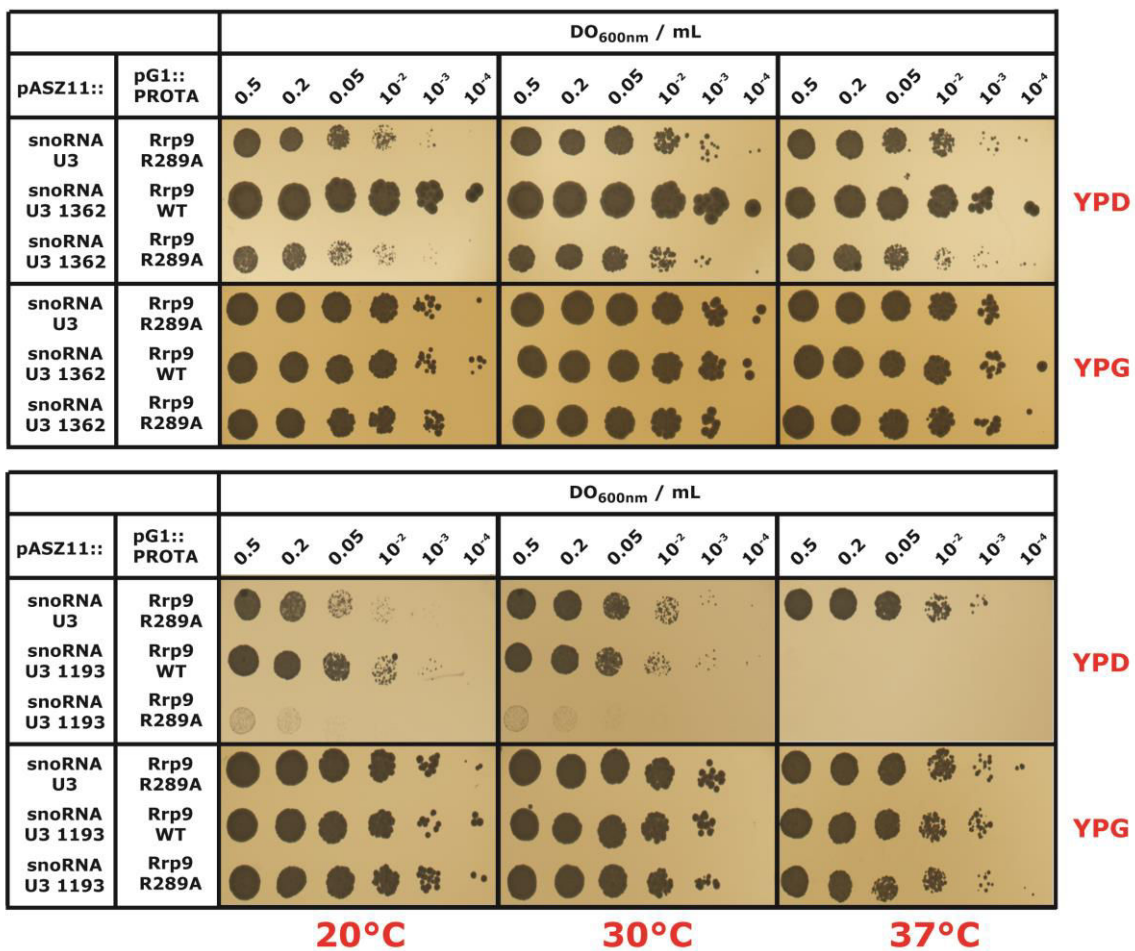 DO600nm / mL
pASZ11:: pG1:: PROTA 0.5 0.2 0.05 10-2 10-3 10-4 0.5 0.2 0.05 10-2 10-3 10-4 0.5 0.2 0.05 10-2 10-3 10-4
snoRNA U3 Rrp9 R289A
snoRNA U3 1362 Rrp9 WT
YPD
snoRNA U3 1362 Rrp9 R289A
snoRNA U3 Rrp9 R289A
snoRNA U3 1362 Rrp9 WT
YPG
snoRNA U3 1362 Rrp9 R289A
DO600nm / mL
pASZ11:: pG1:: PROTA 0.5 0.2 0.05 10-2 10-3 10-4 0.5 0.2 0.05 10-2 10-3 10-4 0.5 0.2 0.05 10-2 10-3 10-4
snoRNA U3 Rrp9 R289A
snoRNA U3 1193 Rrp9 WT
YPD
snoRNA U3 1193 Rrp9 R289A
snoRNA U3 Rrp9 R289A
snoRNA U3 1193 Rrp9 WT
YPG
snoRNA U3 1193 Rrp9 R289A
20°C 30°C 37°C